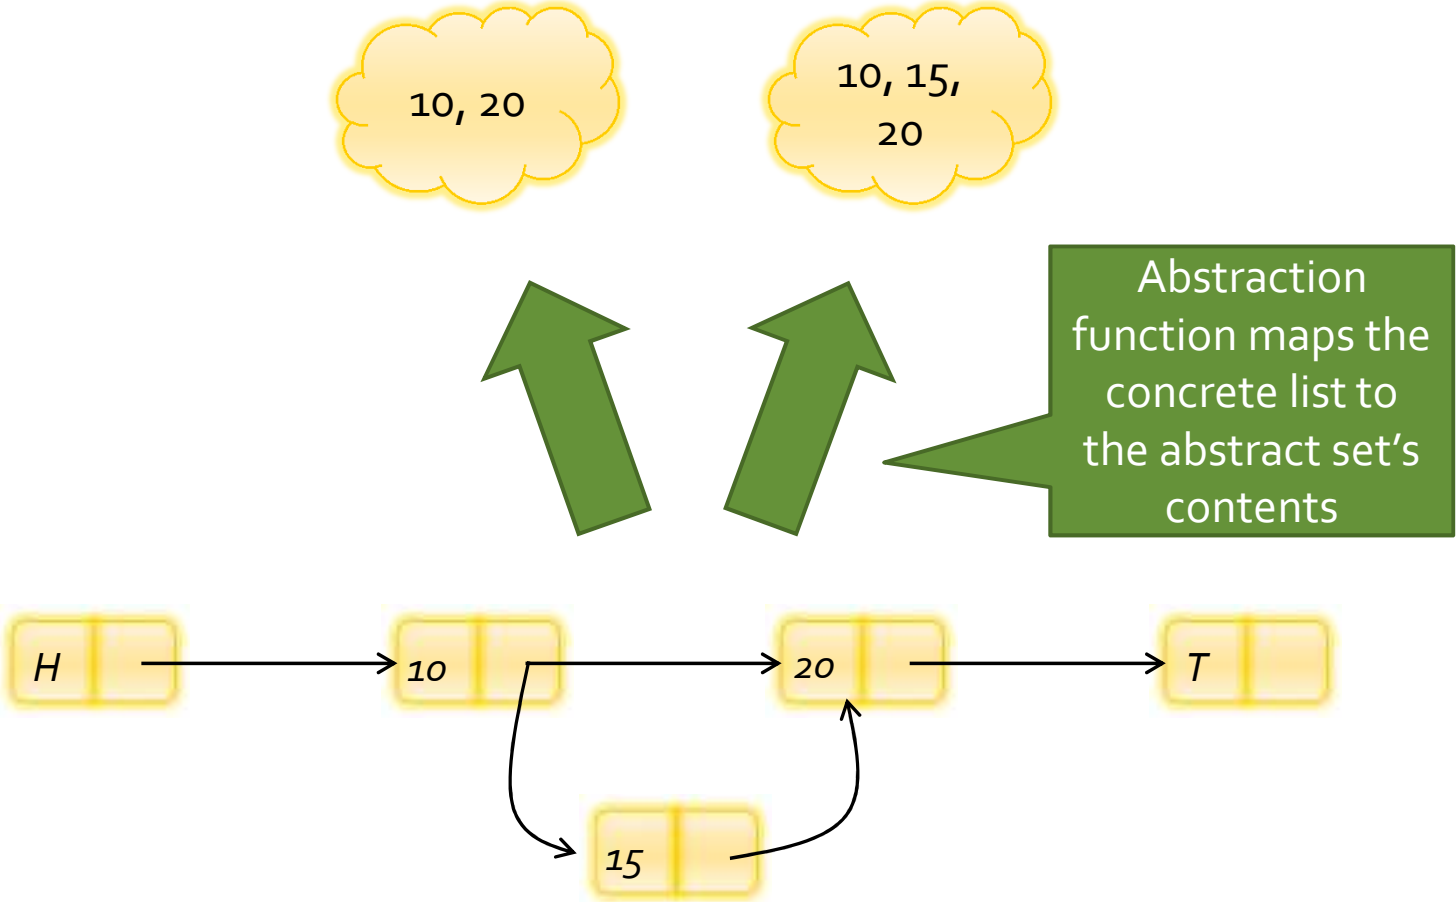 10, 20
10, 15,
20
Abstraction
function maps the
concrete list to
the abstract set’s
contents
H
10
20
T
15